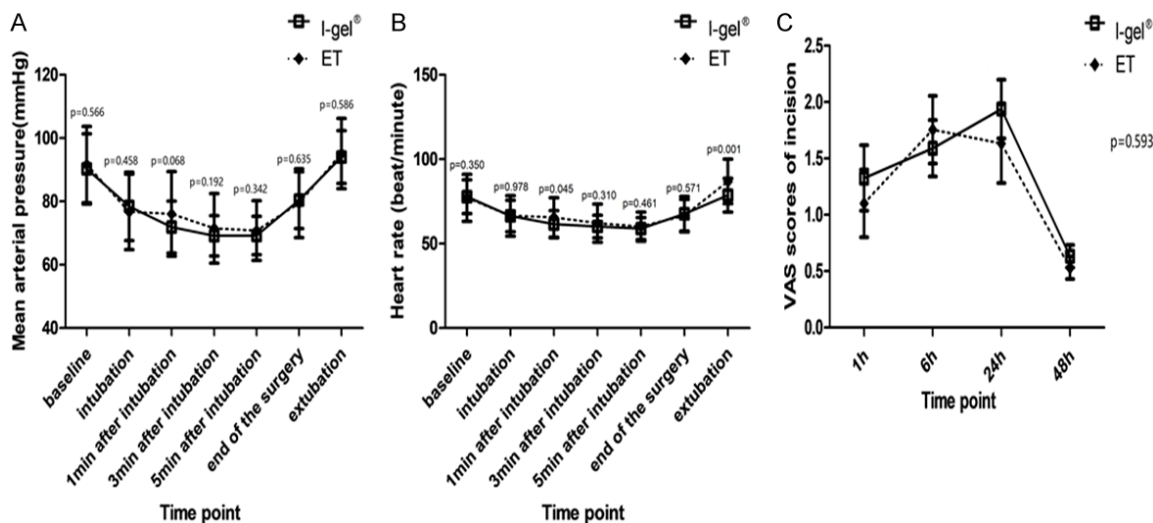 A
I-gel®
ET
Mean arterial pressure(mmHg)
120
100
80
60
40
p=0.566
p=0.458
p=0.068
p=0.192
p=0.342
p=0.635
p=0.586
baseline
intubation
1min after intubation
3min after intubation
5min after intubation
end of the surgery
extubation
Time point
B
I-gel®
ET
Heart rate (beat/minute)
150
100
50
0
p=0.350
p=0.978
p=0.045
p=0.310
p=0.461
p=0.571
p=0.001
baseline
intubation
1min after intubation
3min after intubation
5min after intubation
end of the surgery
extubation
Time point
C
I-gel®
ET
VAS scores of incision
2.5
2.0
1.5
1.0
0.5
0.0
p=0.593
1h
6h
24h
48h
Time point